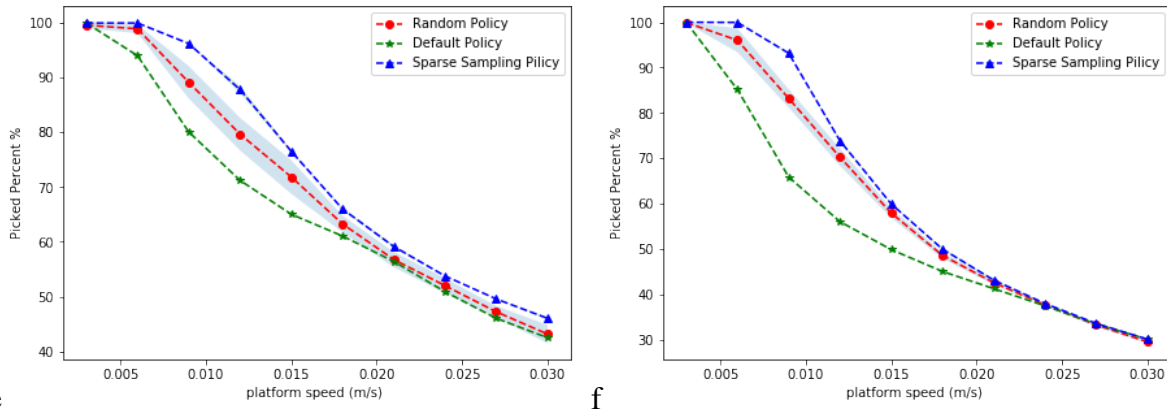 100
90
80
70
60
50
40
0.005 0.010 0.015 0.020 0.025 0.030
platform speed (m/s)
Picked Percent %
Random Policy
Default Policy
Sparse Sampling Pilicy
100
90
80
70
60
50
40
30
0.005 0.010 0.015 0.020 0.025 0.030
platform speed (m/s)
Picked Percent %
Random Policy
Default Policy
Sparse Sampling Pilicy
f